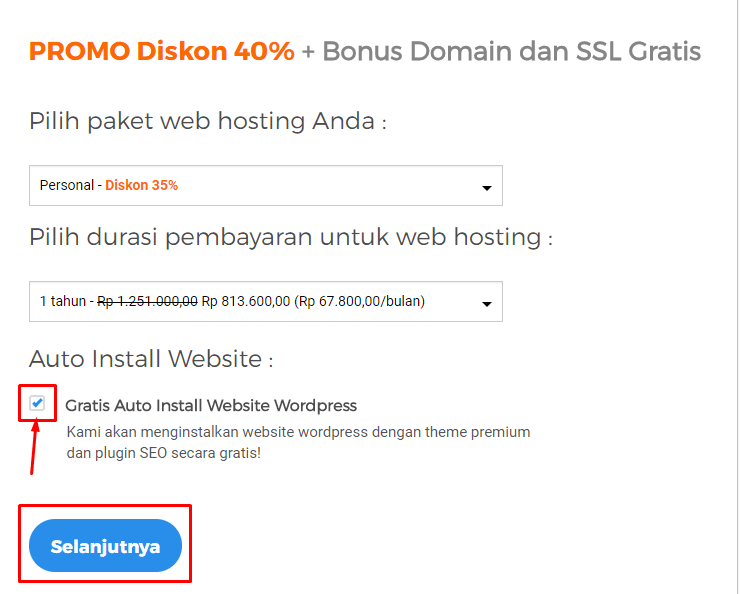 PROMO Diskon 40% + Bonus Domain dan SSL Gratis
Pilih paket web hosting Anda :
Personal - Diskon 35%
Pilih durasi pembayaran untuk web hosting :
1 tahun - Rp 1.251.000,00 Rp 813.600,00 (Rp 67.800,00/bulan)
Auto Install Website :
Gratis Auto Install Website Wordpress
Kami akan menginstalkan website wordpress dengan theme premium
dan plugin SEO secara gratis!
Selanjutnya